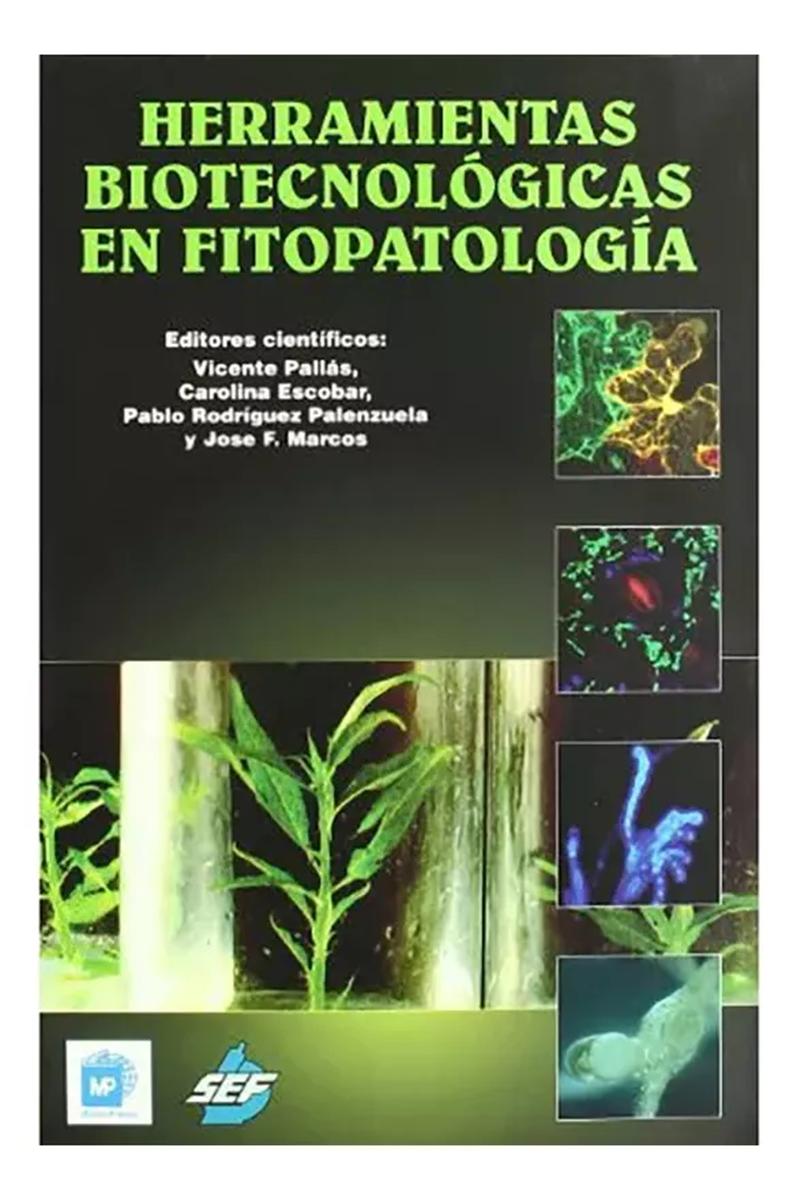 HERRAMIENTAS
BIOTECNOLÓGICAS
EN FITOPATOLOGÍA
Editores científicos:
Vicente Pallás,
Carolina Escobar,
Pablo Rodríguez Palenzuela
y Jose F. Marcos
MP
SEF